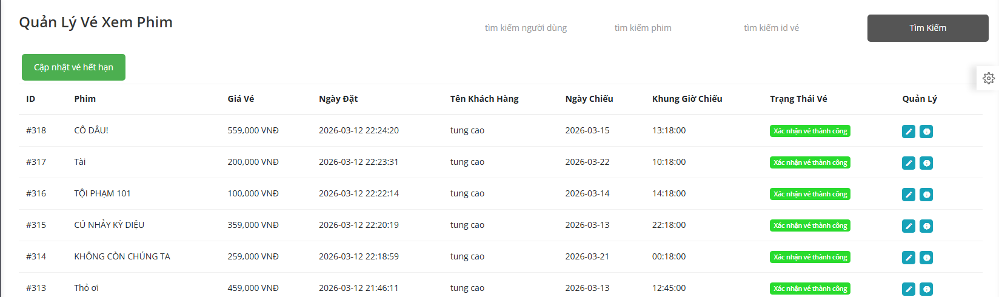 Quản Lý Vé Xem Phim
tìm kiếm người dùng tìm kiếm phim tìm kiếm id vé Tìm Kiếm
Cập nhật vé hết hạn
ID Phim Giá Vé Ngày Đặt Tên Khách Hàng Ngày Chiếu Khung Giờ Chiếu Trạng Thái Vé Quản Lý
#318 CÔ DÂU! 559,000 VNĐ 2026-03-12 22:24:20 tung cao 2026-03-15 13:18:00 Xác nhận vé thành công
#317 Tài 200,000 VNĐ 2026-03-12 22:23:31 tung cao 2026-03-22 10:18:00 Xác nhận vé thành công
#316 TỘI PHẠM 101 100,000 VNĐ 2026-03-12 22:22:14 tung cao 2026-03-14 14:18:00 Xác nhận vé thành công
#315 CÚ NHẢY KỲ DIỆU 359,000 VNĐ 2026-03-12 22:20:19 tung cao 2026-03-13 22:18:00 Xác nhận vé thành công
#314 KHÔNG CÒN CHÚNG TA 259,000 VNĐ 2026-03-12 22:18:59 tung cao 2026-03-21 00:18:00 Xác nhận vé thành công
#313 Thỏ ơi 459,000 VNĐ 2026-03-12 21:46:11 tung cao 2026-03-13 12:45:00 Xác nhận vé thành công